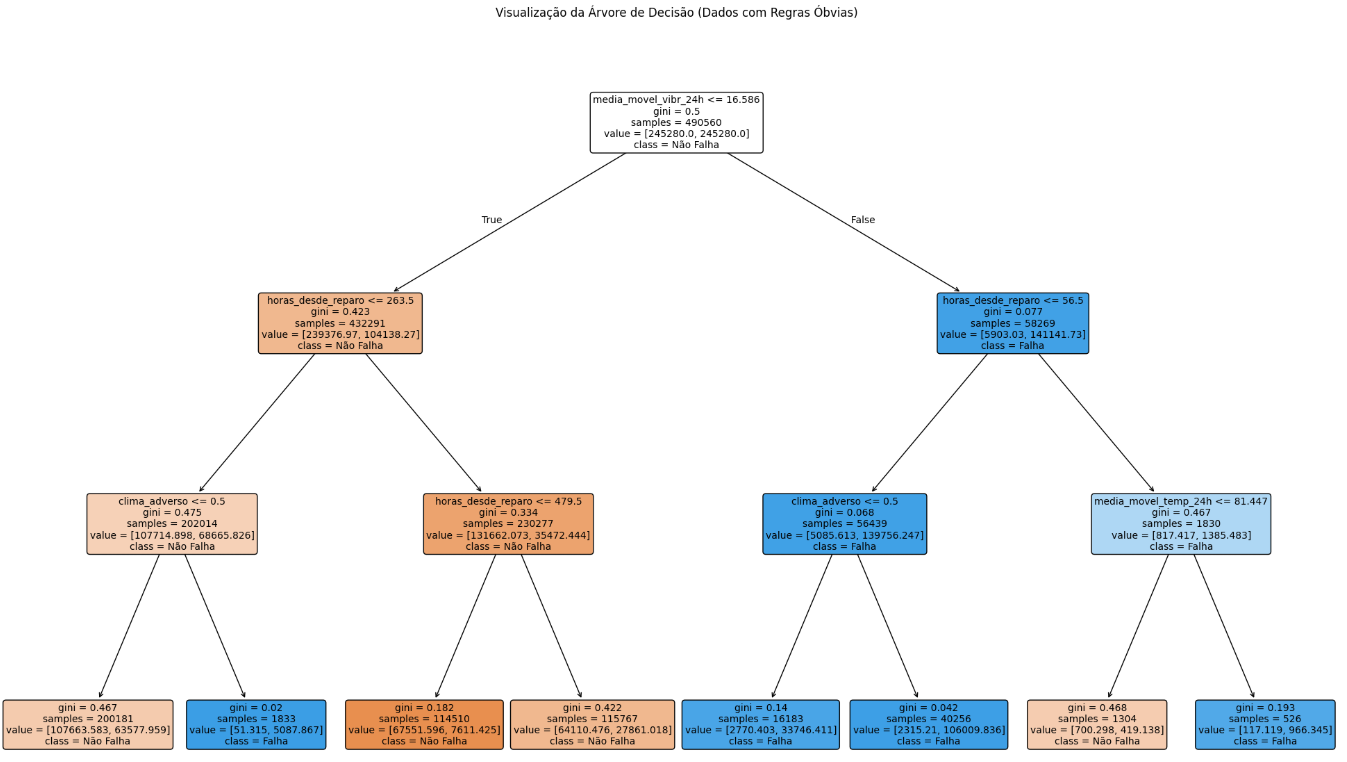 Visualização da Árvore de Decisão (Dados com Regras Óbvias)
media_movel_vibr_24h <= 16.586
gini = 0.5
samples = 490560
value = [245280.0, 245280.0]
class = Não Falha
True
False
horas_desde_reparo <= 263.5
gini = 0.423
samples = 432291
value = [239376.97, 104138.27]
class = Não Falha
horas_desde_reparo <= 56.5
gini = 0.077
samples = 58269
value = [5903.03, 141141.73]
class = Falha
clima_adverso <= 0.5
gini = 0.475
samples = 202014
value = [107714.898, 68665.826]
class = Não Falha
horas_desde_reparo <= 479.5
gini = 0.334
samples = 230277
value = [131662.073, 35472.444]
class = Não Falha
clima_adverso <= 0.5
gini = 0.068
samples = 56439
value = [5085.613, 139756.247]
class = Falha
media_movel_temp_24h <= 81.447
gini = 0.467
samples = 1830
value = [817.417, 1385.483]
class = Falha
gini = 0.467
samples = 200181
value = [107663.583, 63577.959]
class = Não Falha
gini = 0.02
samples = 1833
value = [51.315, 5087.867]
class = Falha
gini = 0.182
samples = 114510
value = [67551.596, 7611.425]
class = Não Falha
gini = 0.422
samples = 115767
value = [64110.476, 27861.018]
class = Não Falha
gini = 0.14
samples = 16183
value = [2770.403, 33746.411]
class = Falha
gini = 0.042
samples = 40256
value = [2315.21, 106009.836]
class = Falha
gini = 0.468
samples = 1304
value = [700.298, 419.138]
class = Não Falha
gini = 0.193
samples = 526
value = [117.119, 966.345]
class = Falha